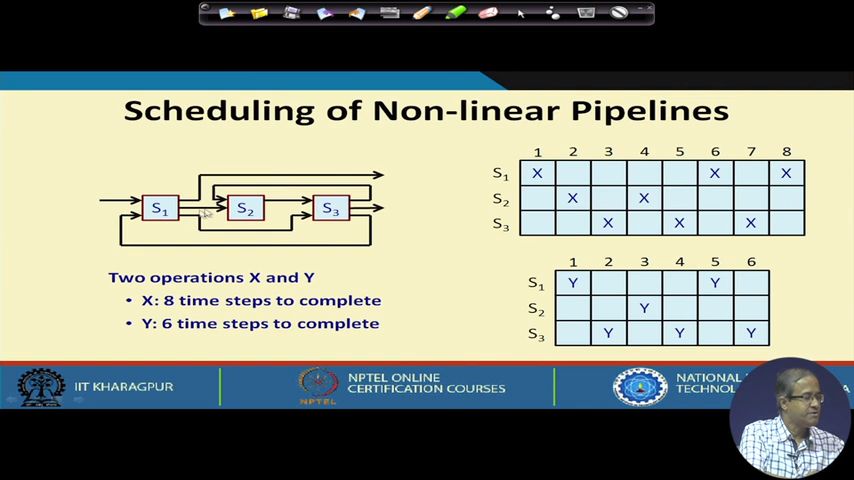 Scheduling of Non-linear Pipelines
S1
S2
S3
Two operations X and Y
• X: 8 time steps to complete
• Y: 6 time steps to complete
1 2 3 4 5 6 7 8
S1 X X X
S2 X X
S3 X X X
1 2 3 4 5 6
S1 Y Y
S2 Y
S3 Y Y Y
IIT KHARAGPUR
NPTEL
NPTEL ONLINE
CERTIFICATION COURSES
NATIONAL
TECHNOL